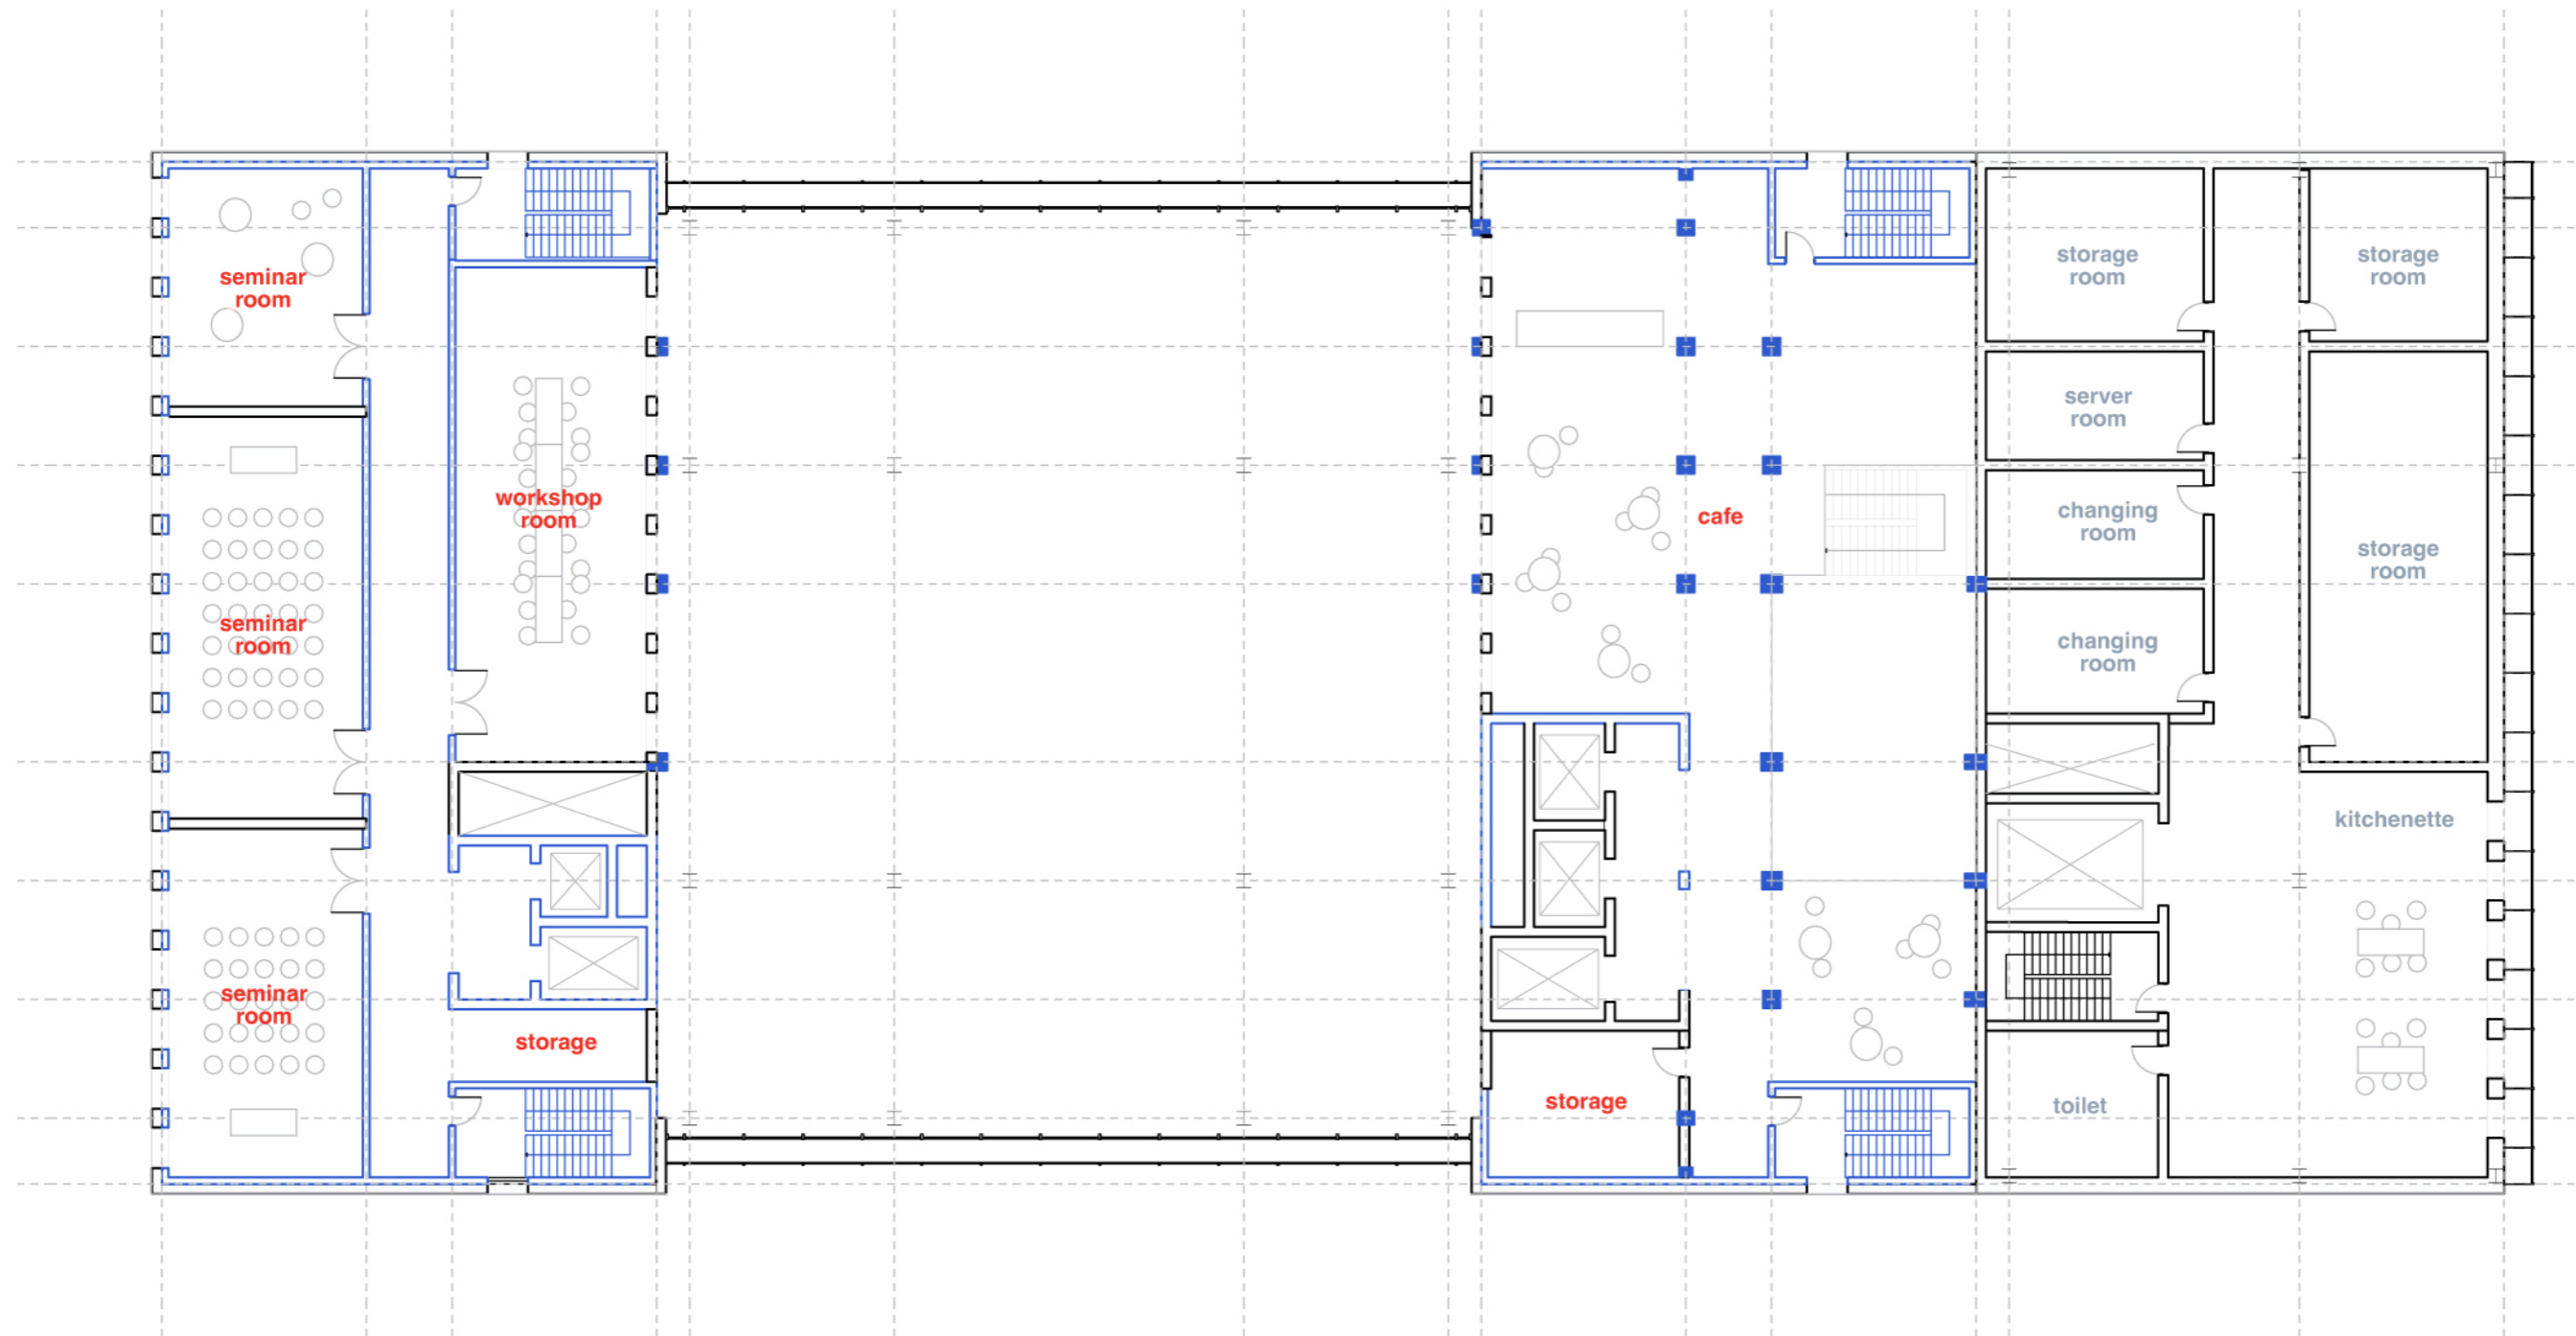 seminar
room
seminar
room
seminar
room
workshop
room
storage
cafe
storage
storage
room
server
room
changing
room
changing
room
toilet
storage
room
storage
room
kitchenette